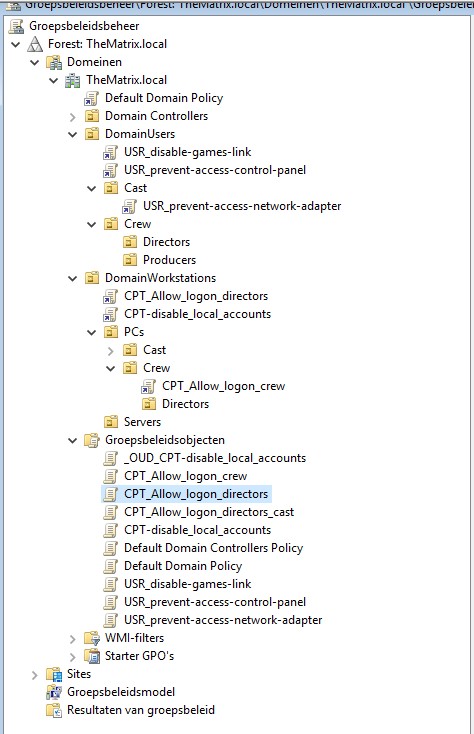 Groepsbeleidsbeheer\Forest: TheMatrix.local\Domeinen\TheMatrix.local \Groepsbelei
Groepsbeleidsbeheer
Forest: TheMatrix.local
Domeinen
TheMatrix.local
Default Domain Policy
Domain Controllers
DomainUsers
USR_disable-games-link
USR_prevent-access-control-panel
Cast
USR_prevent-access-network-adapter
Crew
Directors
Producers
DomainWorkstations
CPT_Allow_logon_directors
CPT-disable_local_accounts
PCs
Cast
Crew
CPT_Allow_logon_crew
Directors
Servers
Groepsbeleidsobjecten
_OUD_CPT-disable_local_accounts
CPT_Allow_logon_crew
CPT_Allow_logon_directors
CPT_Allow_logon_directors_cast
CPT-disable_local_accounts
Default Domain Controllers Policy
Default Domain Policy
USR_disable-games-link
USR_prevent-access-control-panel
USR_prevent-access-network-adapter
WMI-filters
Starter GPO's
Sites
Groepsbeleidsmodel
Resultaten van groepsbeleid